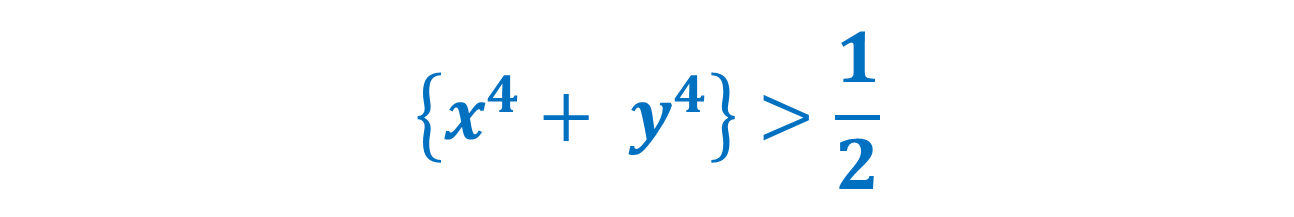 {x⁴ + y⁴} > 1/2